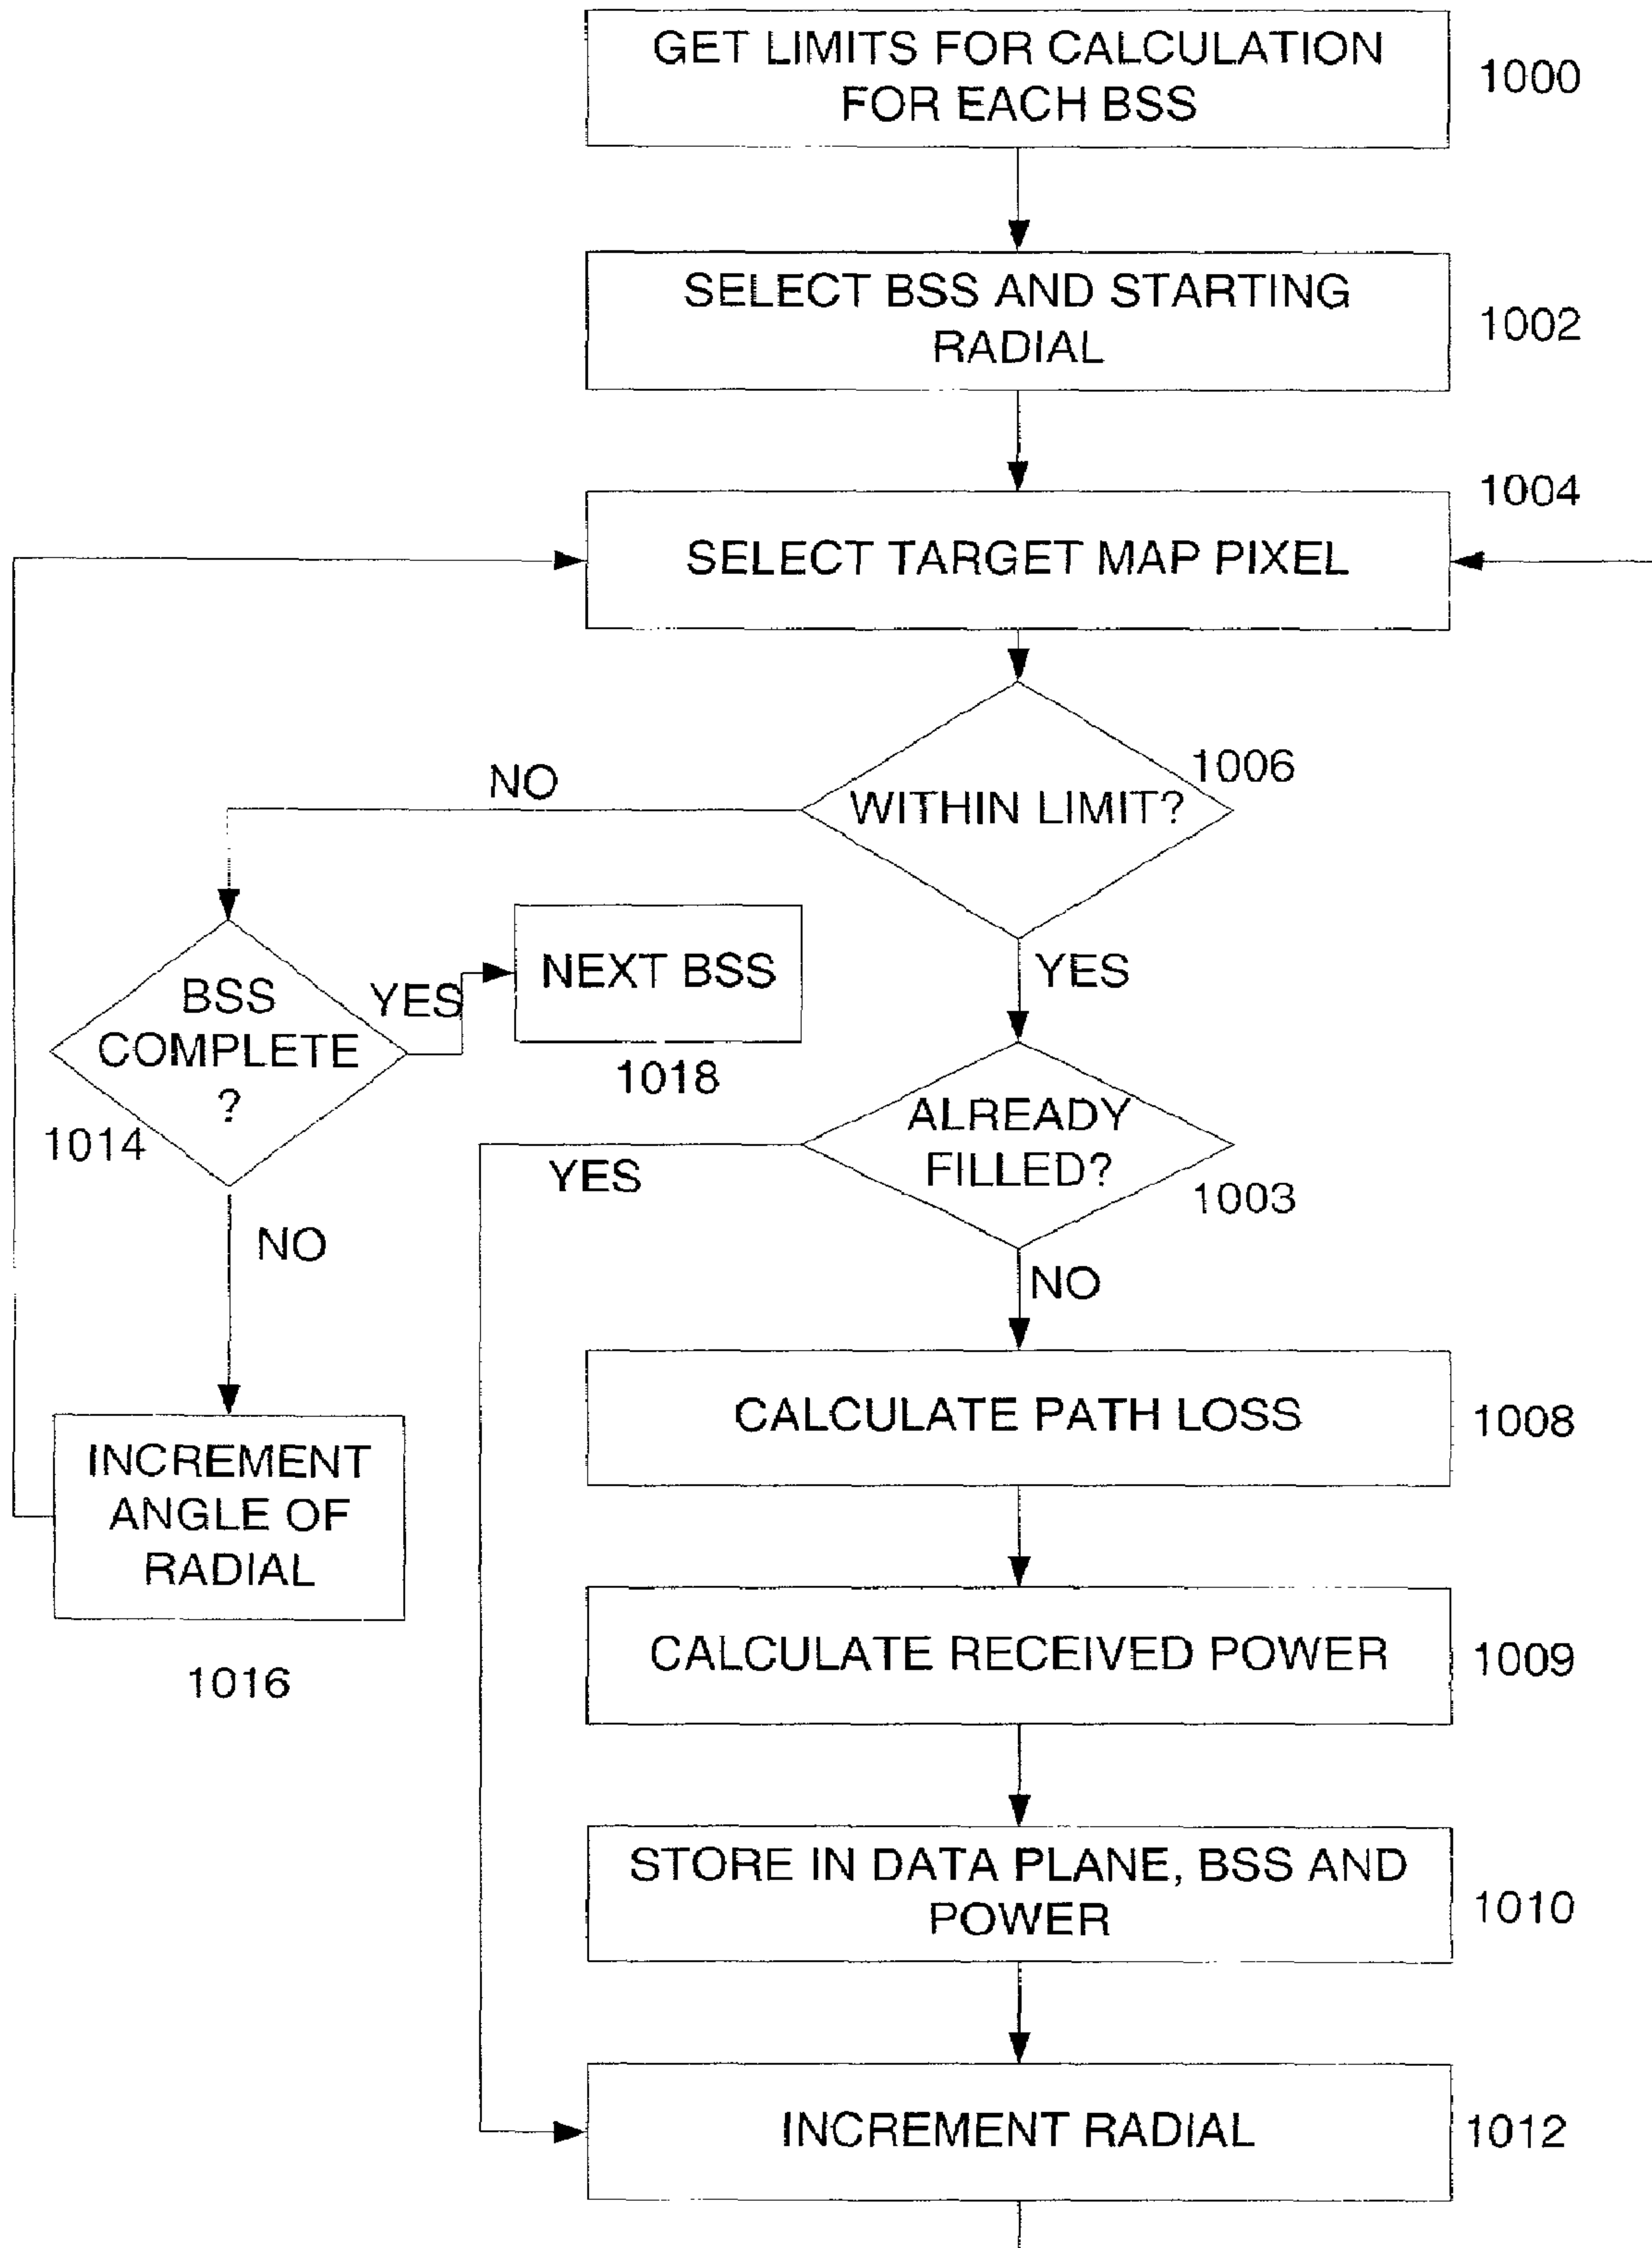 GET LIMITS FOR CALCULATION
FOR EACH BSS
1000
SELECT BSS AND STARTING
RADIAL
1002
1004
SELECT TARGET MAP PIXEL
1006
WITHIN LIMIT?
NO
YES
BSS
COMPLETE
?
1014
YES
NEXT BSS
1018
NO
ALREADY
FILLED?
1003
YES
NO
INCREMENT
ANGLE OF
RADIAL
1016
CALCULATE PATH LOSS
1008
CALCULATE RECEIVED POWER
1009
STORE IN DATA PLANE, BSS AND
POWER
1010
INCREMENT RADIAL
1012